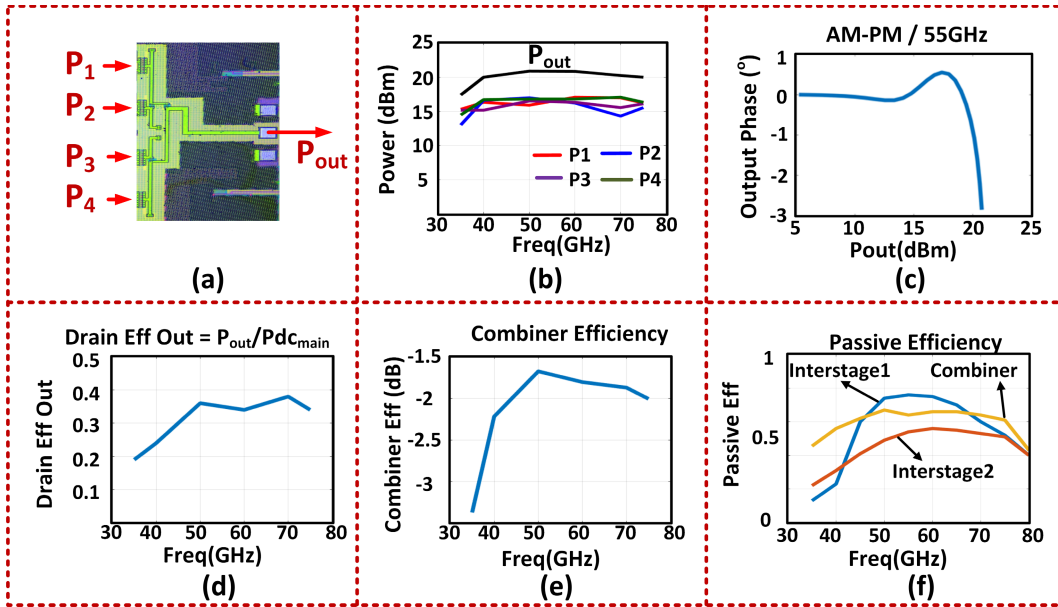 P1
P2
P3
P4
Pout
(a)
Power (dBm)
25
20
15
10
5
Pout
P1
P2
P3
P4
30 40 50 60 70 80
Freq(GHz)
(b)
AM-PM / 55GHz
Output Phase (°)
1
0
-1
-2
-3
5 10 15 20 25
Pout(dBm)
(c)
Drain Eff Out = Pout/Pdcmain
Drain Eff Out
0.5
0.4
0.3
0.2
0.1
30 40 50 60 70 80
Freq(GHz)
(d)
Combiner Efficiency
Combiner Eff (dB)
-1.5
-2
-2.5
-3
30 40 50 60 70 80
Freq(GHz)
(e)
Passive Efficiency
Passive Eff
1
0.5
0
Interstage1
Combiner
Interstage2
30 40 50 60 70 80
Freq(GHz)
(f)